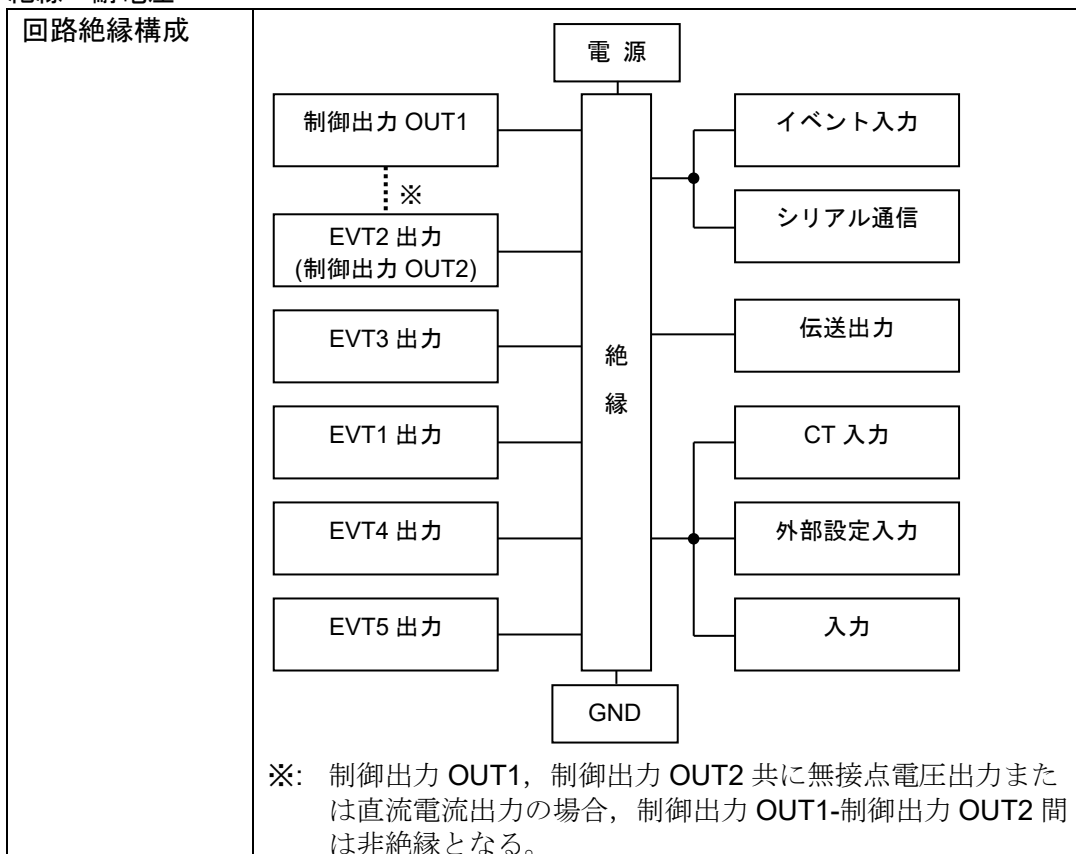 回路絶縁構成
電 源
制御出力 OUT1
※
EVT2 出力
(制御出力 OUT2)
EVT3 出力
EVT1 出力
EVT4 出力
EVT5 出力
絶
縁
イベント入力
シリアル通信
伝送出力
CT 入力
外部設定入力
入力
GND
※: 制御出力 OUT1，制御出力 OUT2 共に無接点電圧出力また
は直流電流出力の場合，制御出力 OUT1-制御出力 OUT2 間
は非絶縁となる。